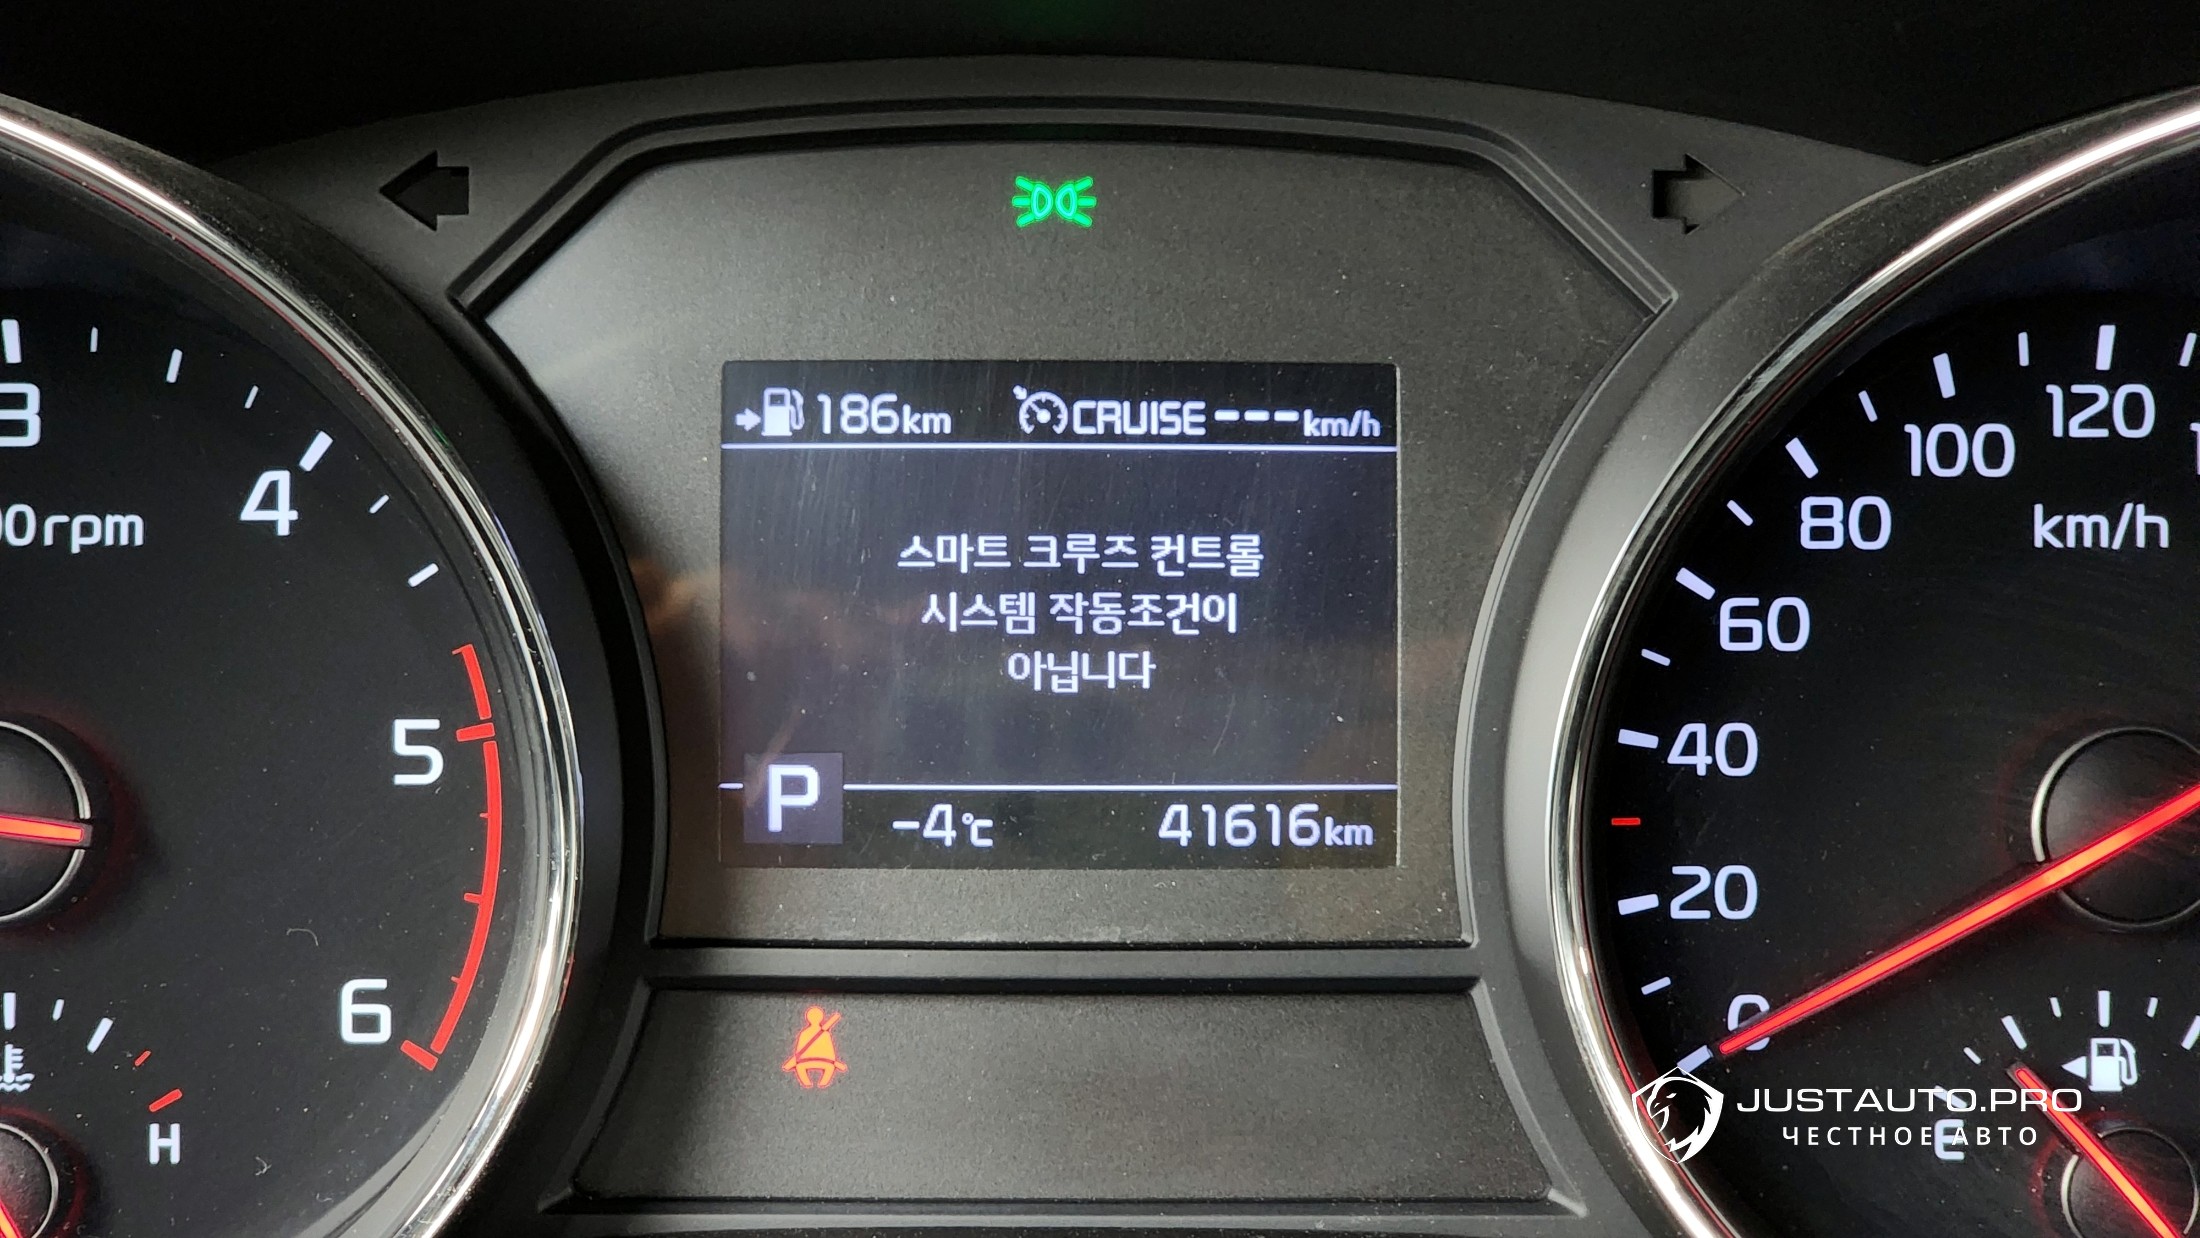 186km CRUISE ---km/h
스마트 크루즈 컨트롤
시스템 작동조건이
아닙니다
P -4℃ 41616km
3
4
rpm
5
6
H
120
100
80
km/h
60
40
20
0
E
JUSTAUTO.PRO
ЧЕСТНОЕ АВТО